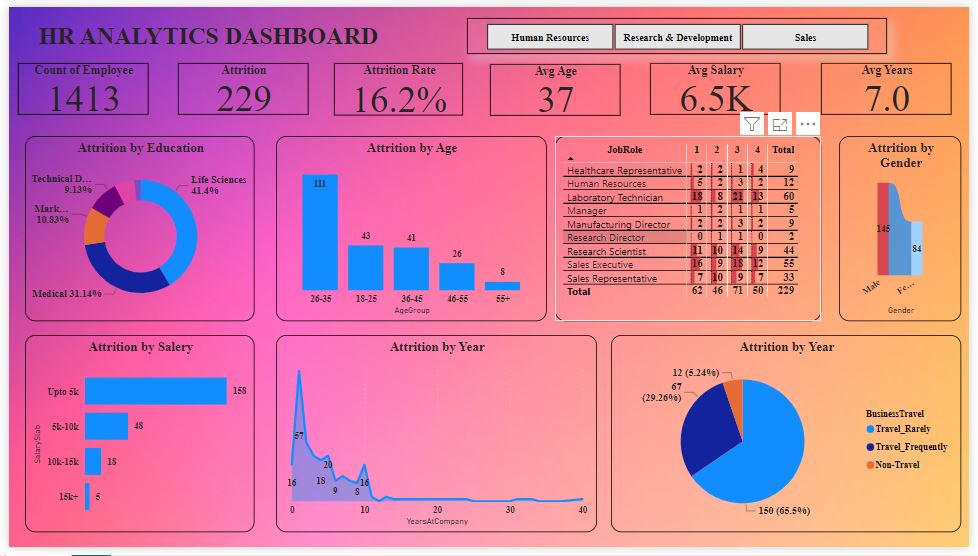 HR ANALYTICS DASHBOARD
Human Resources
Research & Development
Sales
Count of Employee
1413
Attrition
229
Attrition Rate
16.2%
Avg Age
37
Avg Salary
6.5K
Avg Years
7.0
Attrition by Education
Technical D...
9.13%
Life Sciences
41.4%
Mark...
10.83%
Medical 31.14%
Attrition by Age
111
43
41
26
8
26-35 18-25 36-45 46-55 55+
AgeGroup
JobRole 1 2 3 4 Total
Healthcare Representative 2 2 1 4 9
Human Resources 5 2 3 2 12
Laboratory Technician 18 8 21 13 60
Manager 1 2 1 1 5
Manufacturing Director 2 2 3 2 9
Research Director 0 1 1 0 2
Research Scientist 11 10 14 9 44
Sales Executive 16 9 18 12 55
Sales Representative 7 10 9 7 33
Total 62 46 71 50 229
Attrition by
Gender
145
84
Male
Fe...
Gender
Attrition by Salery
SalarySlab
Upto 5k 158
5k-10k 48
10k-15k 18
15k+ 5
Attrition by Year
57
20
16 18 16
9 8
0 10 20 30 40
YearsAtCompany
Attrition by Year
12 (5.24%)
67
(29.26%)
150 (65.5%)
BusinessTravel
Travel_Rarely
Travel_Frequently
Non-Travel